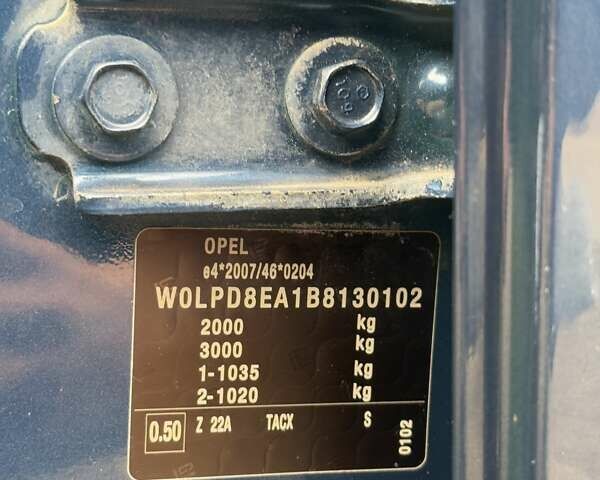 OPEL
e4*2007/46*0204
W0LPD8EA1B8130102
2000 kg
3000 kg
1-1035 kg
2-1020 kg
0.50 Z 22A TACX S 0102